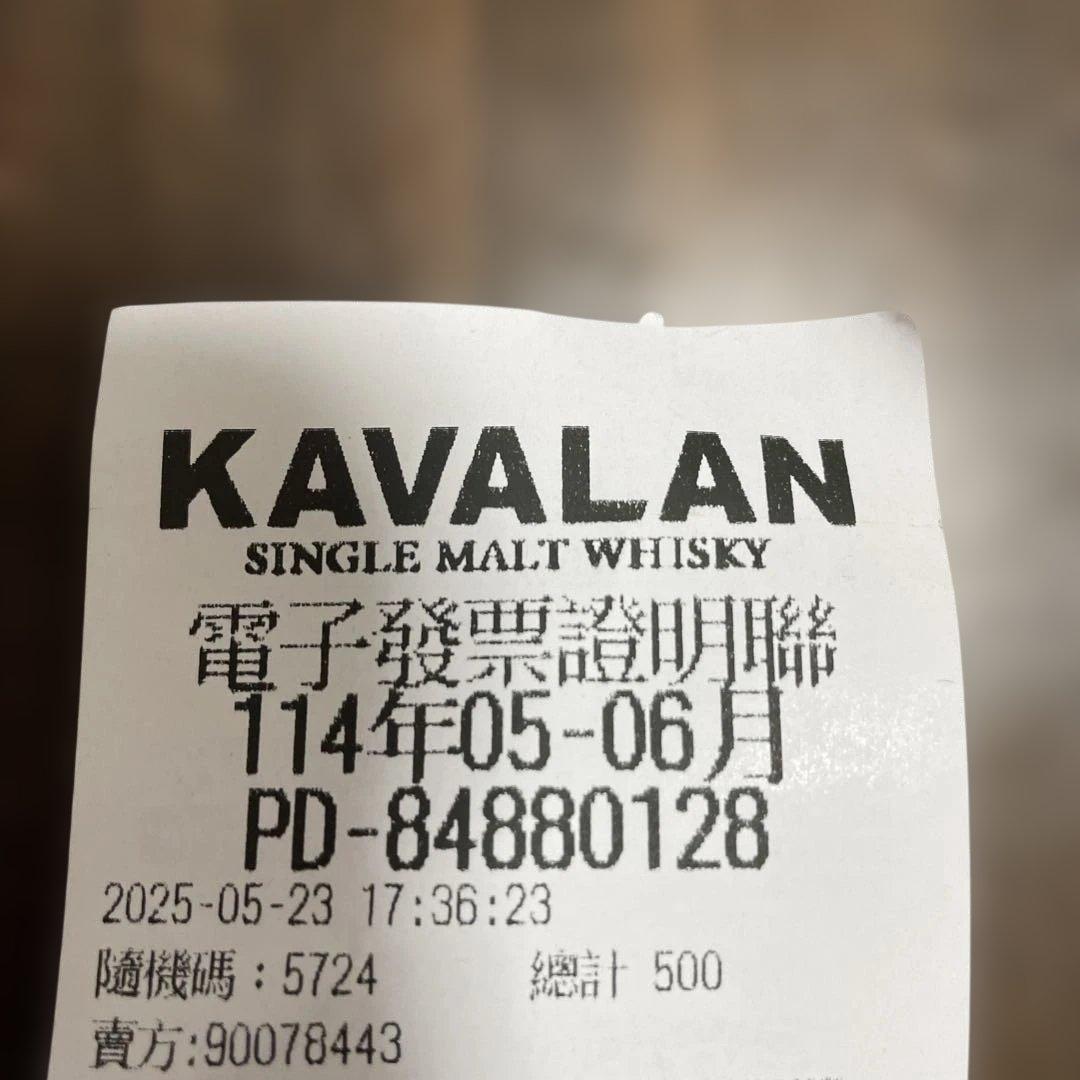 KAVALAN
SINGLE MALT WHISKY
電子發票證明聯
114年05-06月
PD-84880128
2025-05-23 17:36:23
隨機碼:5724 總計 500
賣方:90078443